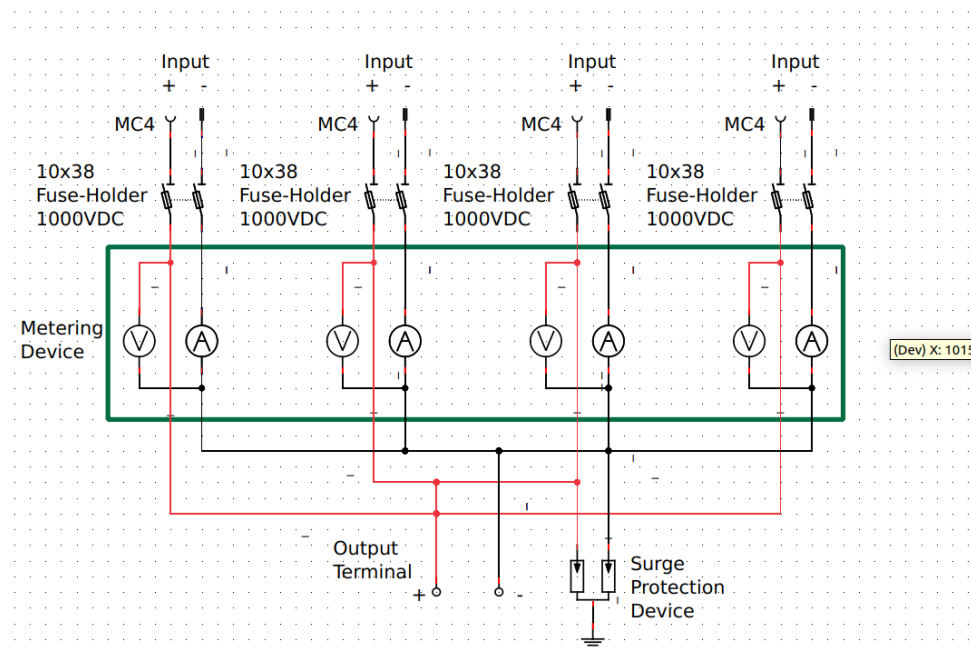 Input
Input
Input
Input
+ -
+ -
+ -
+ -
MC4
MC4
MC4
MC4
10x38
Fuse-Holder
1000VDC
10x38
Fuse-Holder
1000VDC
10x38
Fuse-Holder
1000VDC
10x38
Fuse-Holder
1000VDC
Metering
Device
V
A
V
A
V
A
V
A
(Dev) X: 1015
Output
Terminal
+
-
Surge
Protection
Device